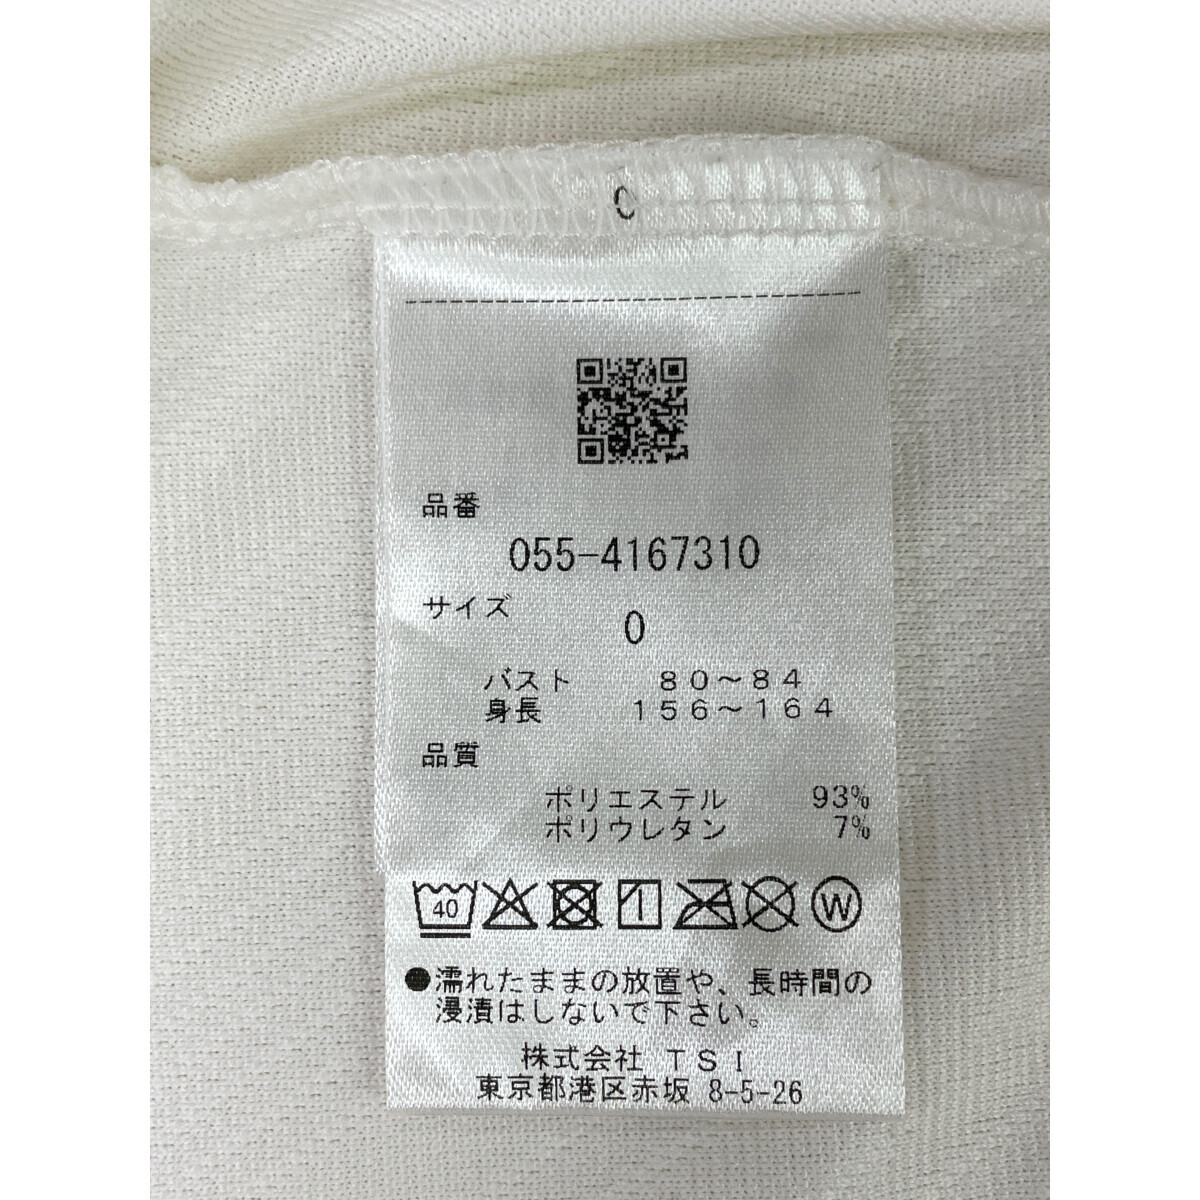 C
品番
055-4167310
サイズ
0
バスト 80〜84
身長 156〜164
品質
ポリエステル 93%
ポリウレタン 7%
40 W
●濡れたままの放置や、長時間の
浸漬はしないで下さい。
株式会社 TSI
東京都港区赤坂 8-5-26